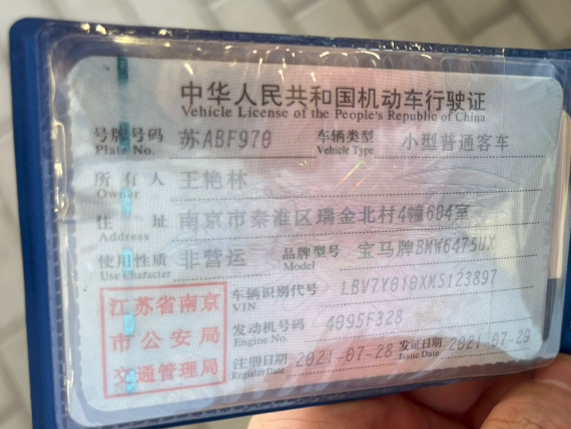 中华人民共和国机动车行驶证
Vehicle License of the People's Republic of China
号牌号码 苏ABF970 车辆类型 小型普通客车
Plate No. Vehicle Type
所有人 王艳林
Owner
住址 南京市秦淮区瑞金北村4幢604室
Address
使用性质 非营运 品牌型号 宝马牌BMW6475UX
Use Character Model
江苏省南京市公安局交通管理局
车辆识别代号 LBV7Y010XMS123897
VIN
发动机号码 4095F328
Engine No.
注册日期 2021-07-28 发证日期 2021-07-29
Register Date Issue Date